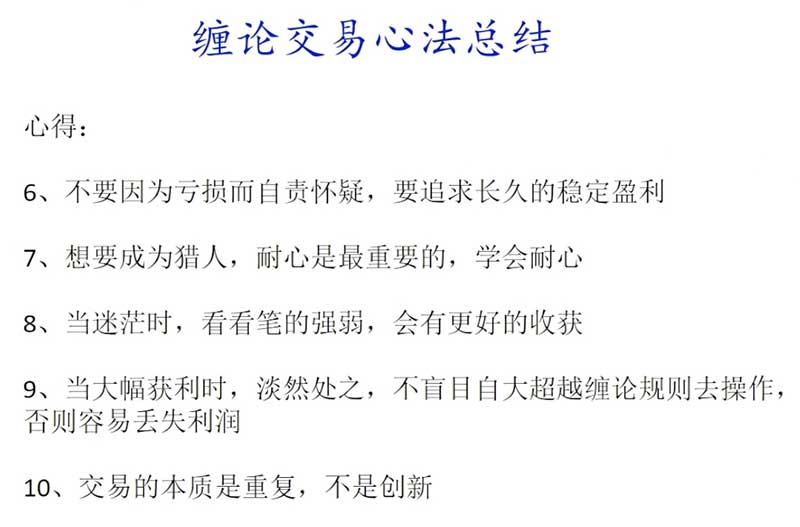 缠论交易心法总结
心得：
6、不要因为亏损而自责怀疑，要追求长久的稳定盈利
7、想要成为猎人，耐心是最重要的，学会耐心
8、当迷茫时，看看笔的强弱，会有更好的收获
9、当大幅获利时，淡然处之，不盲目自大超越缠论规则去操作，
否则容易丢失利润
10、交易的本质是重复，不是创新